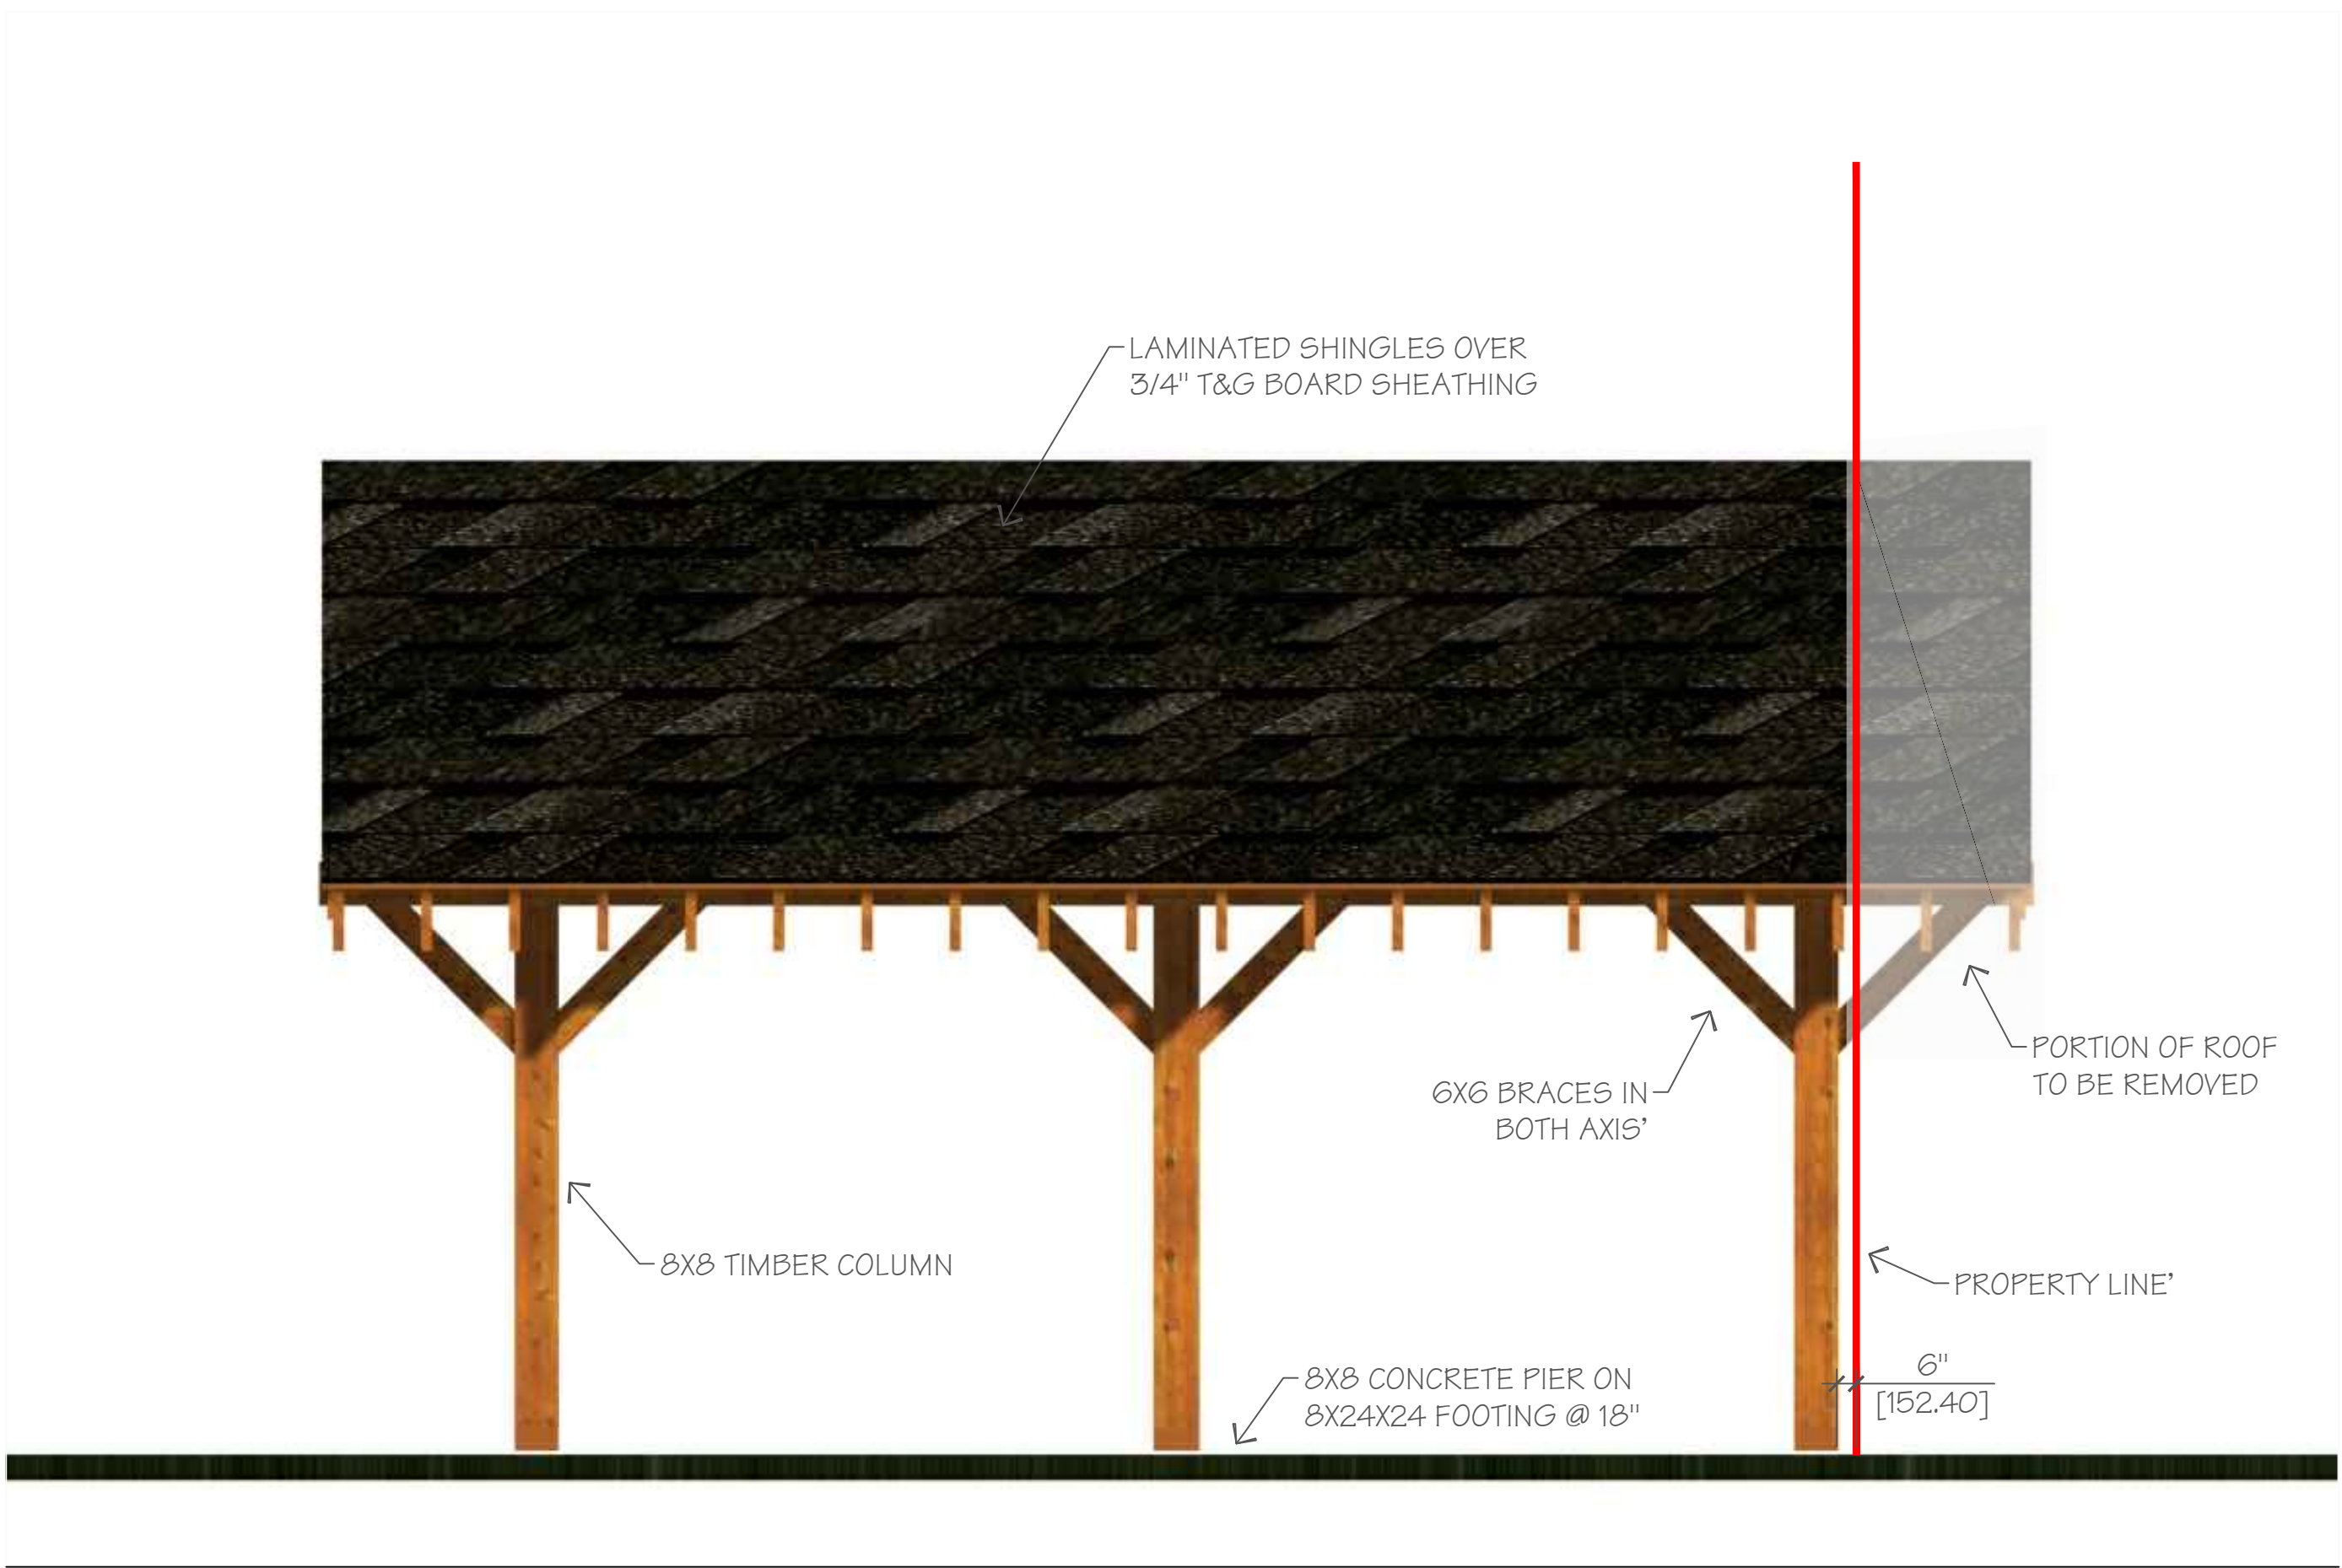 LAMINATED SHINGLES OVER
3/4" T&G BOARD SHEATHING
PORTION OF ROOF
TO BE REMOVED
6X6 BRACES IN
BOTH AXIS'
8X8 TIMBER COLUMN
PROPERTY LINE'
8X8 CONCRETE PIER ON
8X24X24 FOOTING @ 18"
6"
[152.40]